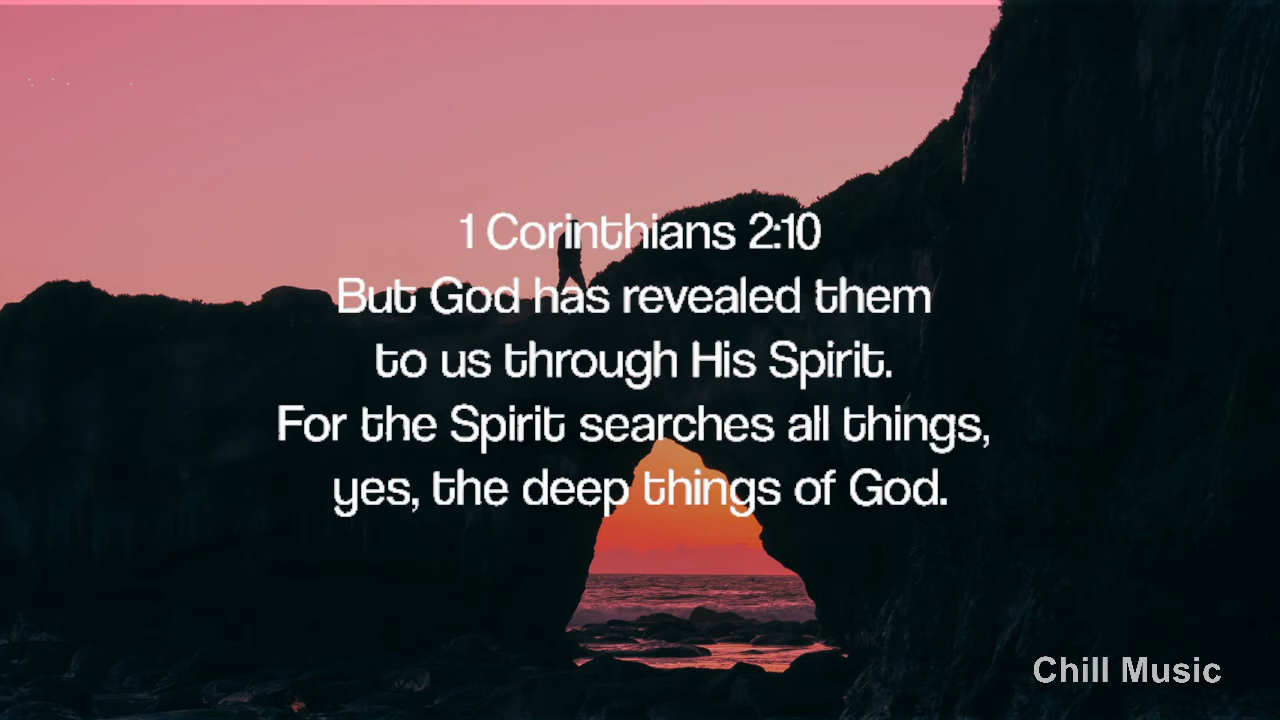 1 Corinthians 2:10
But God has revealed them
to us through His Spirit.
For the Spirit searches all things,
yes, the deep things of God.
Chill Music